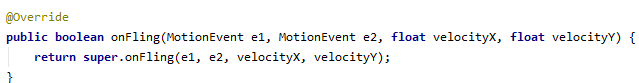 @Override
public boolean onFling(MotionEvent e1, MotionEvent e2, float velocityX, float velocityY) {
    return super.onFling(e1, e2, velocityX, velocityY);
}